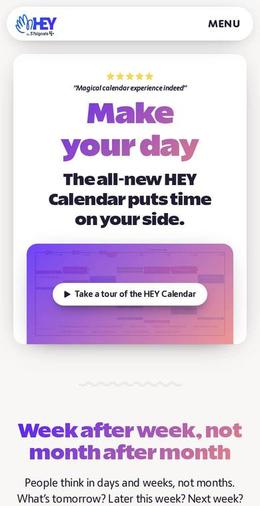 HEY
by 37signals
MENU
"Magical calendar experience indeed"
Make
your day
The all-new HEY
Calendar puts time
on your side.
Take a tour of the HEY Calendar
Week after week, not
month after month
People think in days and weeks, not months.
What's tomorrow? Later this week? Next week?